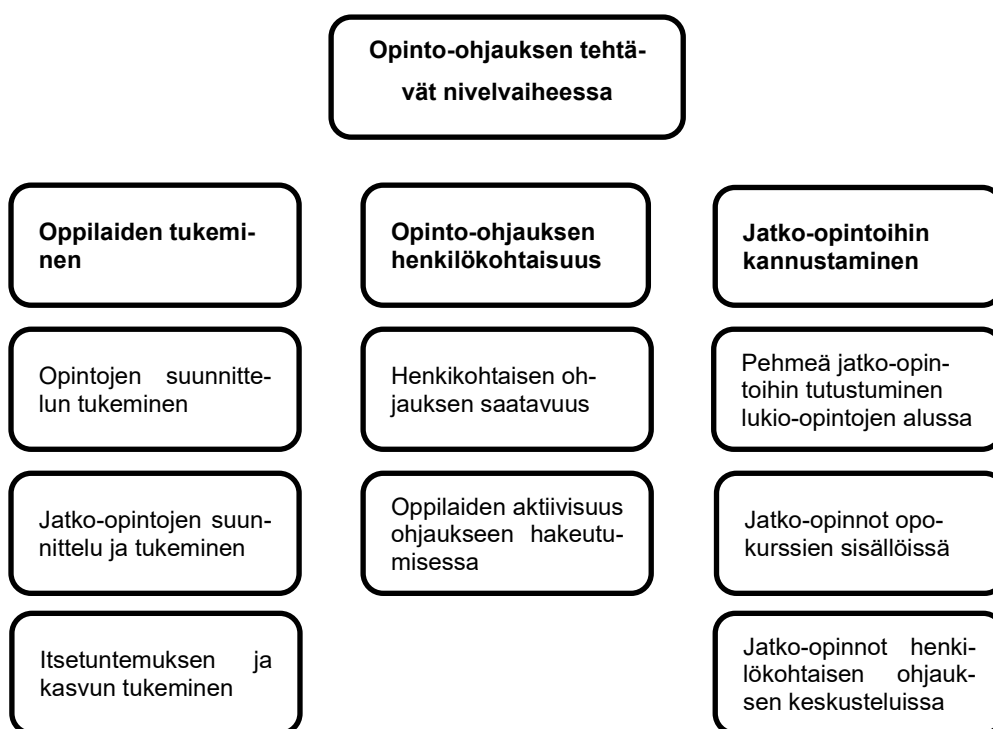 Opinto-ohjauksen tehtä-
vät nivelvaiheessa
Oppilaiden tukemi-
nen
Opintojen suunnitte-
lun tukeminen
Jatko-opintojen suun-
nittelu ja tukeminen
Itsetuntemuksen ja
kasvun tukeminen
Opinto-ohjauksen
henkilökohtaisuus
Henkikohtaisen oh-
jauksen saatavuus
Oppilaiden aktiivisuus
ohjaukseen hakeutu-
misessa
Jatko-opintoihin
kannustaminen
Pehmeä jatko-opin-
toihin tutustuminen
lukio-opintojen alussa
Jatko-opinnot opo-
kurssien sisällöissä
Jatko-opinnot henki-
lökohtaisen ohjauk-
sen keskusteluissa